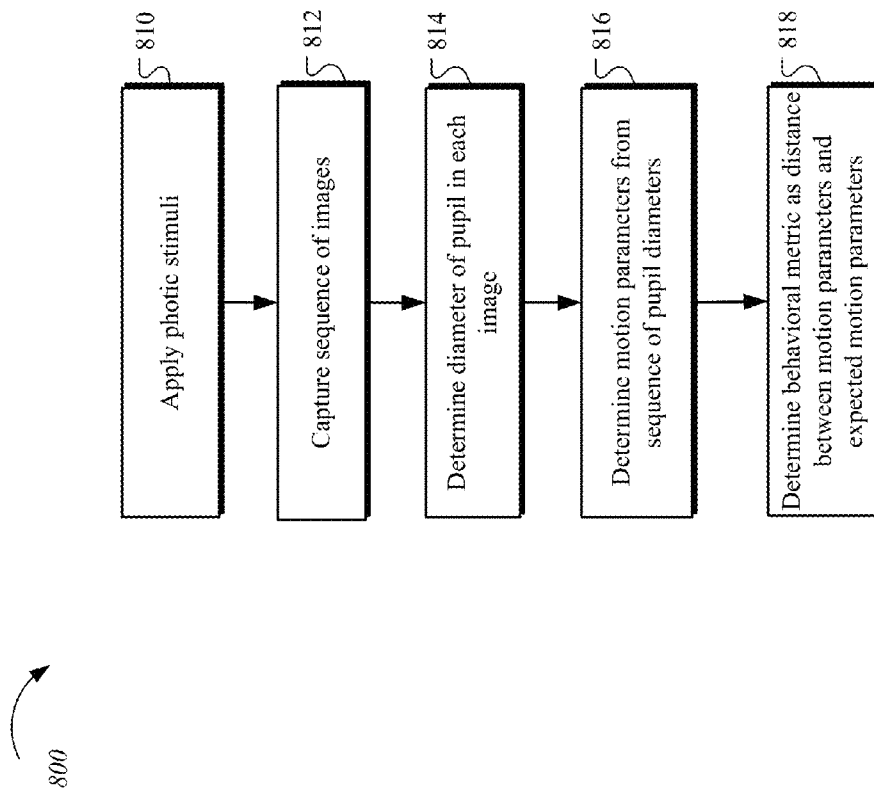 800
Apply photic stimuli
810
Capture sequence of images
812
Determine diameter of pupil in each
image
814
Determine motion parameters from
sequence of pupil diameters
816
Determine behavioral metric as distance
between motion parameters and
expected motion parameters
818